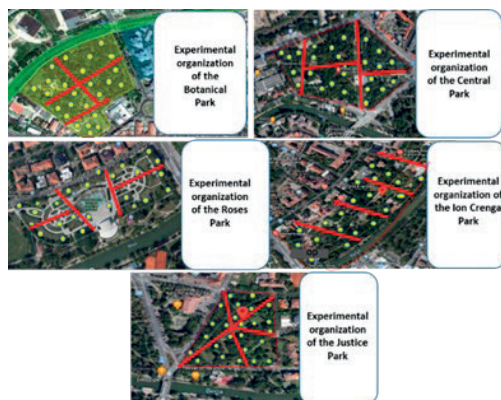 Experimental
organization
of the
Botanical
Park
Experimental
organization
of the Central
Park
Experimental
organization
of the Roses
Park
Experimental
organization of
the Ion Crenga
Park
Experimental
organization
of the Justice
Park